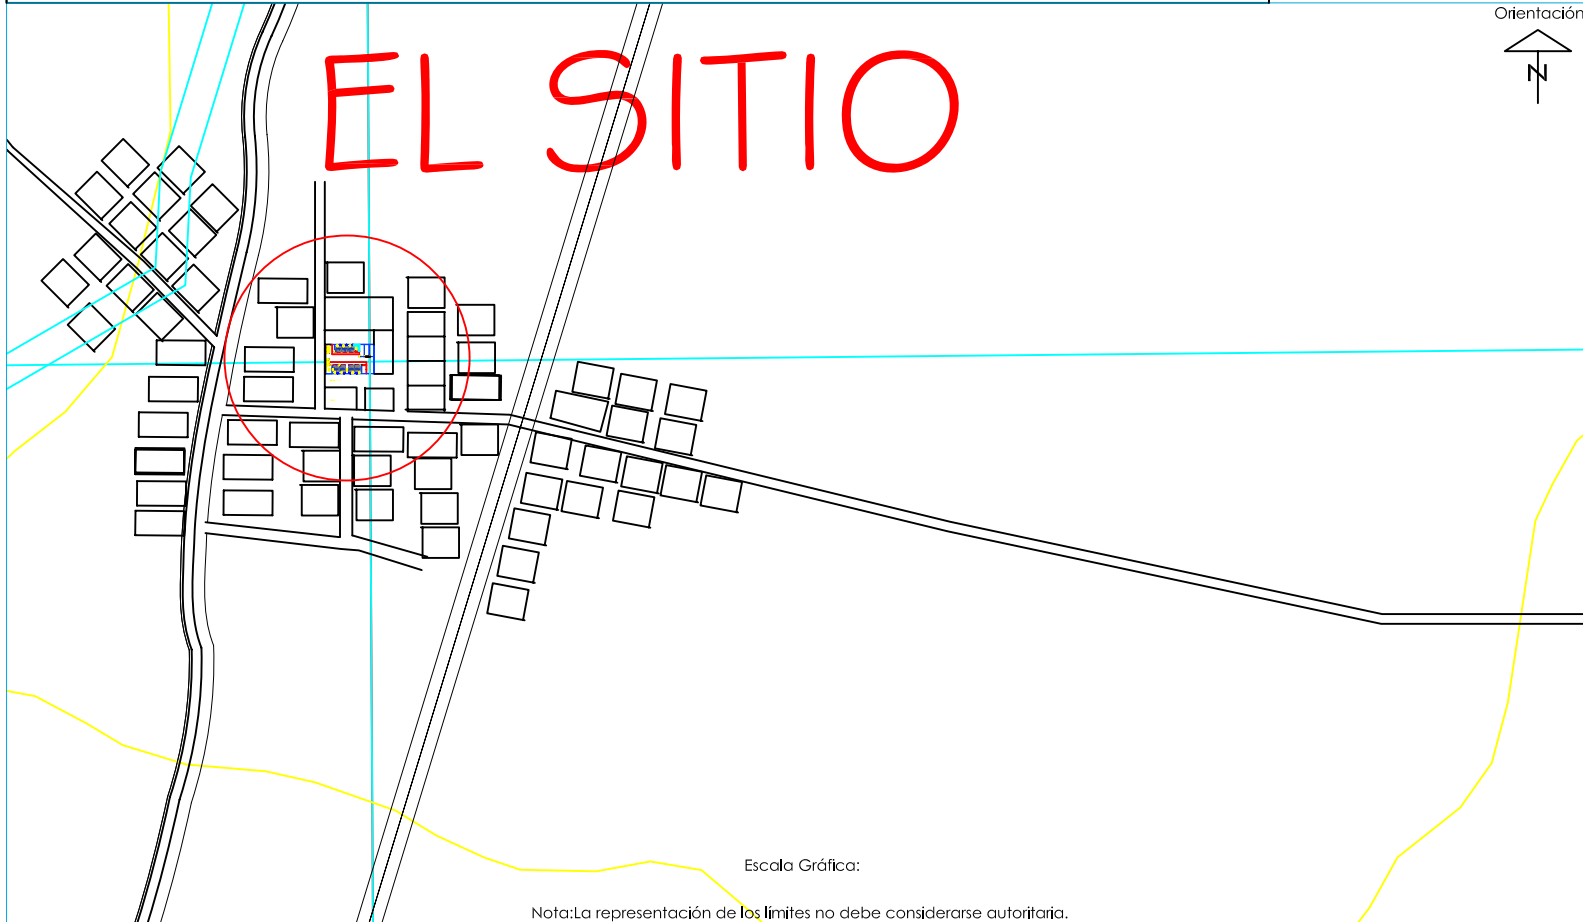 Orientación
EL SITIO
N
Escala Gráfica:
Nota:La representación de los límites no debe considerarse autoritaria.